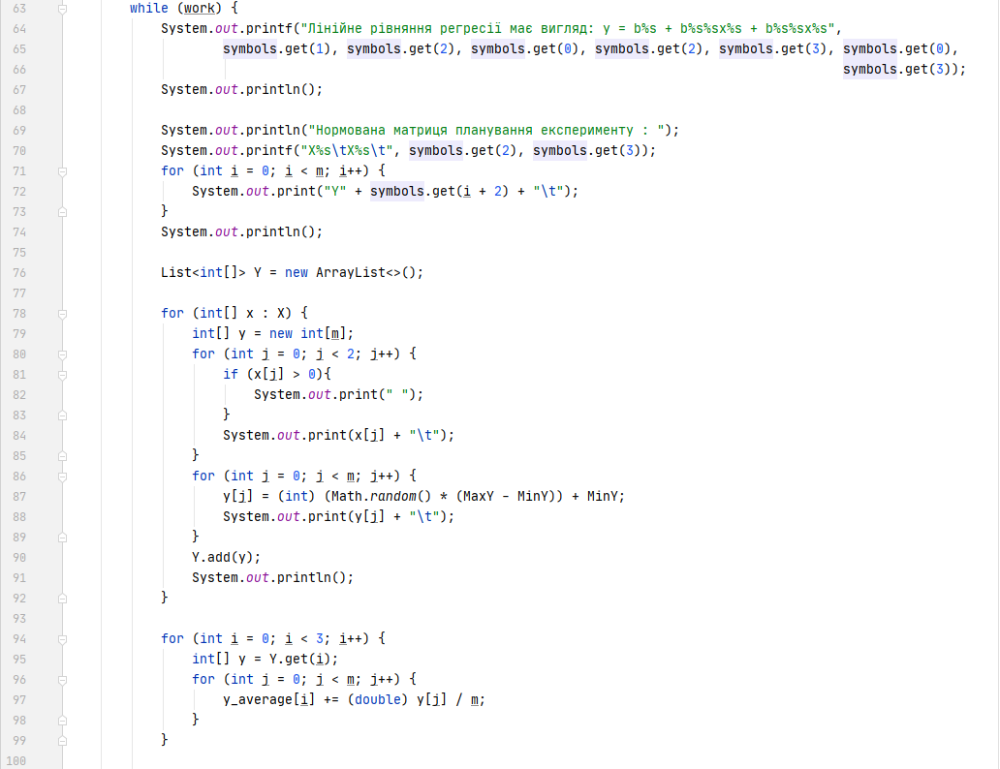 63 while (work) {
64 System.out.printf("Лінійне рівняння регресії має вигляд: y = b%s + b%s%sx%s + b%s%sx%s",
65 symbols.get(1), symbols.get(2), symbols.get(0), symbols.get(2), symbols.get(3), symbols.get(0),
66 symbols.get(3));
67 System.out.println();
68
69 System.out.println("Нормована матриця планування експерименту : ");
70 System.out.printf("X%s\tX%s\t", symbols.get(2), symbols.get(3));
71 for (int i = 0; i < m; i++) {
72 System.out.print("Y" + symbols.get(i + 2) + "\t");
73 }
74 System.out.println();
75
76 List<int[]> Y = new ArrayList<>();
77
78 for (int[] x : X) {
79 int[] y = new int[m];
80 for (int j = 0; j < 2; j++) {
81 if (x[j] > 0){
82 System.out.print(" ");
83 }
84 System.out.print(x[j] + "\t");
85 }
86 for (int j = 0; j < m; j++) {
87 y[j] = (int) (Math.random() * (MaxY - MinY)) + MinY;
88 System.out.print(y[j] + "\t");
89 }
90 Y.add(y);
91 System.out.println();
92 }
93
94 for (int i = 0; i < 3; i++) {
95 int[] y = Y.get(i);
96 for (int j = 0; j < m; j++) {
97 y_average[i] += (double) y[j] / m;
98 }
99 }
100